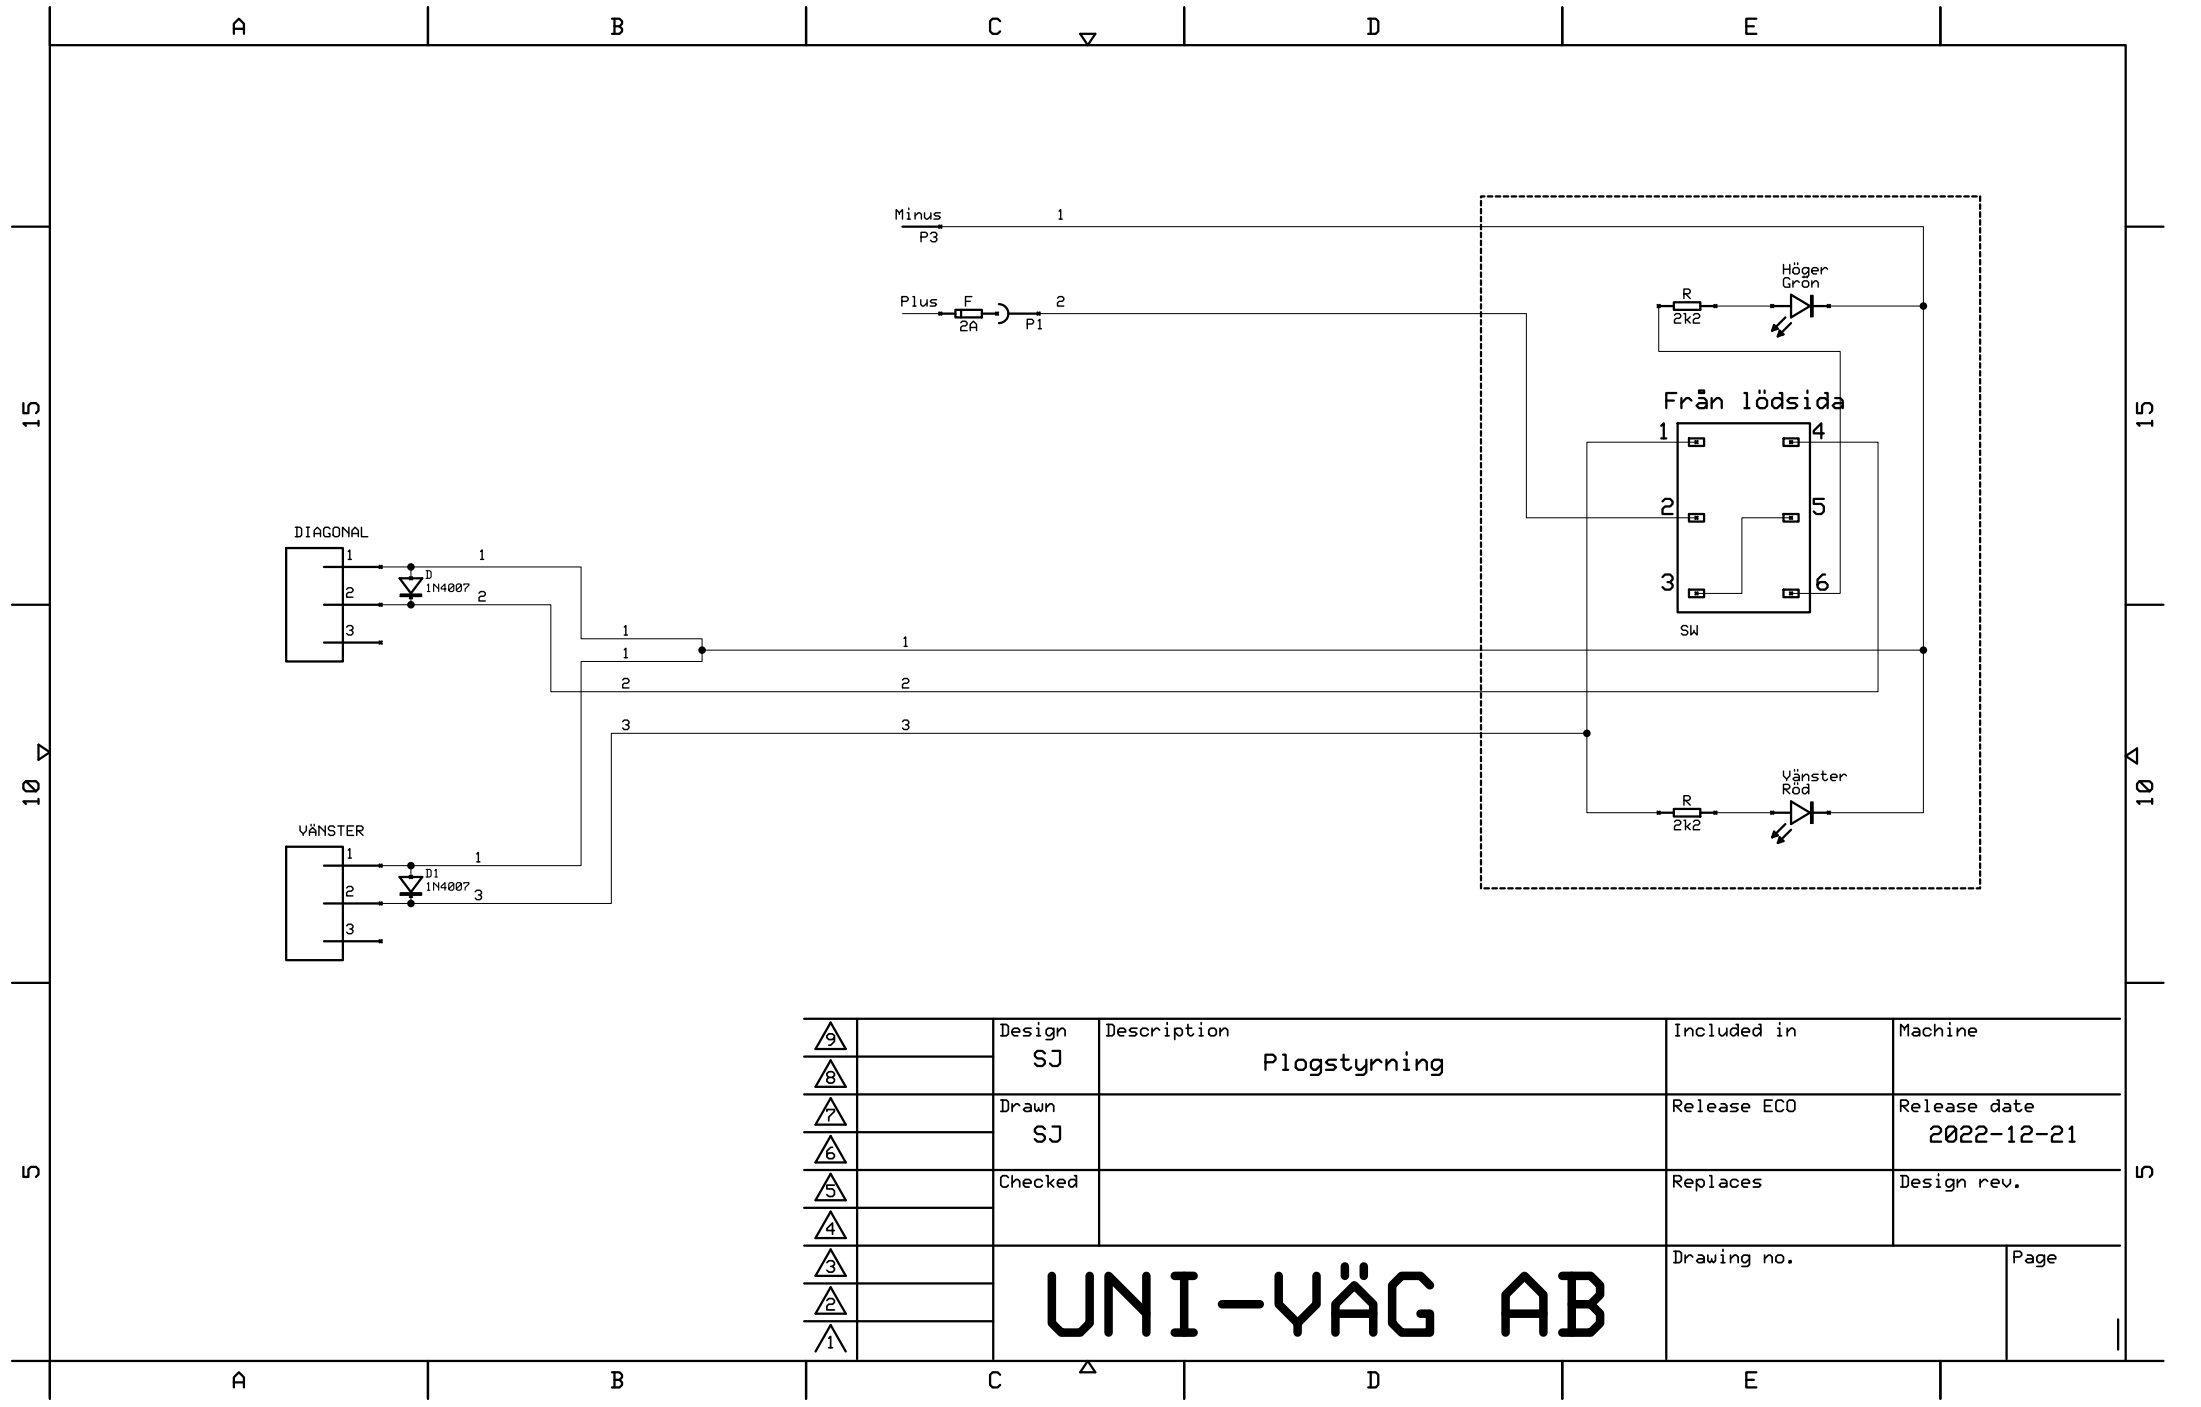 A B C D E
Minus 1
P3
Höger
Grön
Plus F 2
2A P1
R
2k2
15 15
Från lödsida
1 4
2 5
3 6
SW
DIAGONAL
1 1
D
1N4007
2 2
3
1
1 1
2 2
3 3
10 10
Vänster
Röd
R
2k2
VÄNSTER
1 1
D1
1N4007
2 3
3
9 Design Description Included in Machine
SJ Plogstyrning
8
7 Drawn Release ECO Release date
SJ 2022-12-21
6
5 5
5 Checked Replaces Design rev.
4
3 Drawing no. Page
2 UNI-VÄG AB
1
A B C D E